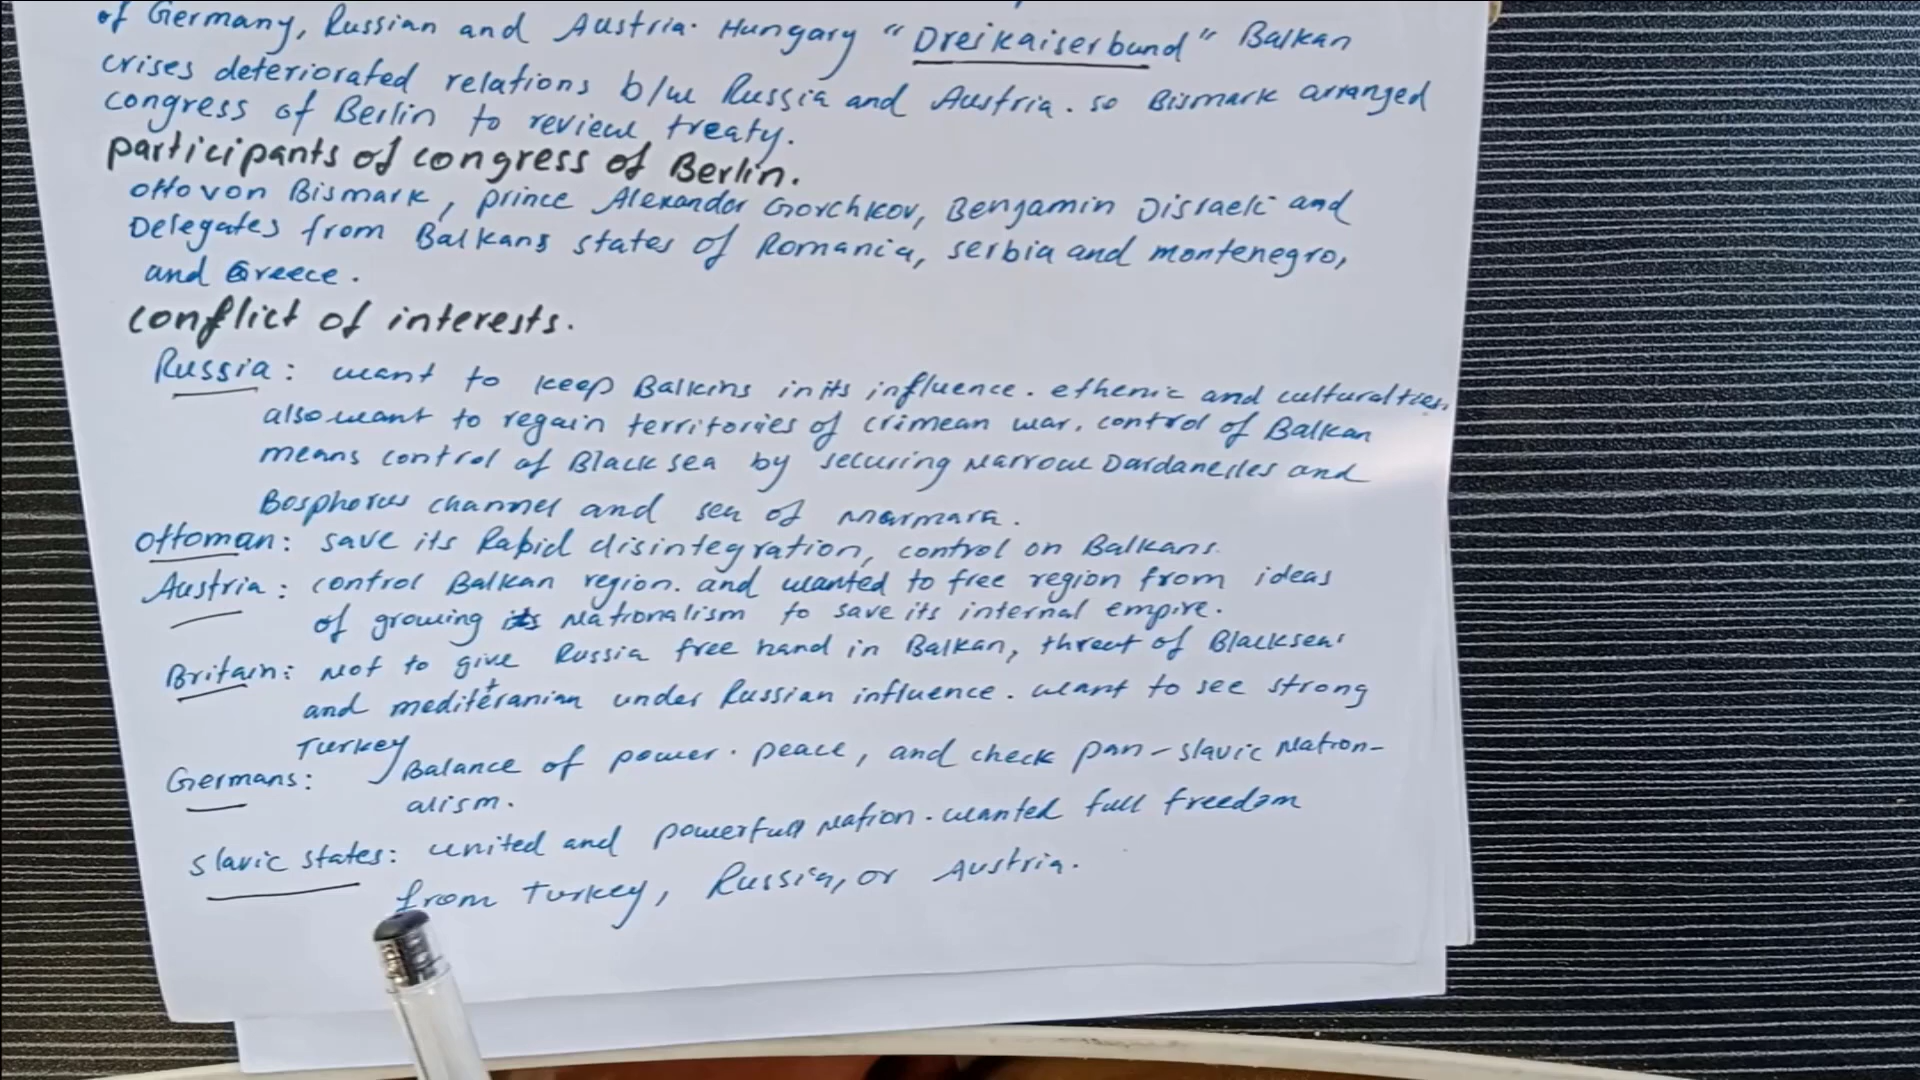 of Germany, Russian and Austria. Hungary "Dreikaiserbund" Balkan
crises deteriorated relations b/w Russia and Austria. so Bismark arranged
congress of Berlin to review treaty.
participants of congress of Berlin.
otto von Bismark, prince Alexander Gorchkov, Bengamin Disraeli and
Delegates from Balkans states of Romania, serbia and montenegro,
and Greece.
conflict of interests.
Russia: want to keep Balkins in its influence. ethenic and cultural ties.
also want to regain territories of crimean war. control of Balkan
means control of Black sea by securing Narrow Dardanelles and
Bosphorus channel and sea of marmara.
ottoman: save its Rapid disintegration, control on Balkans.
Austria: control Balkan region. and wanted to free region from ideas
of growing Nationalism to save its internal empire.
Britain: Not to give Russia free hand in Balkan, threat of Blacksea
and mediteranian under Russian influence. want to see strong
Turkey
Germans: Balance of power. peace, and check pan-slavic Nation-
alism.
slavic states: united and powerfull nation. wanted full freedom
from Turkey, Russia, or Austria.